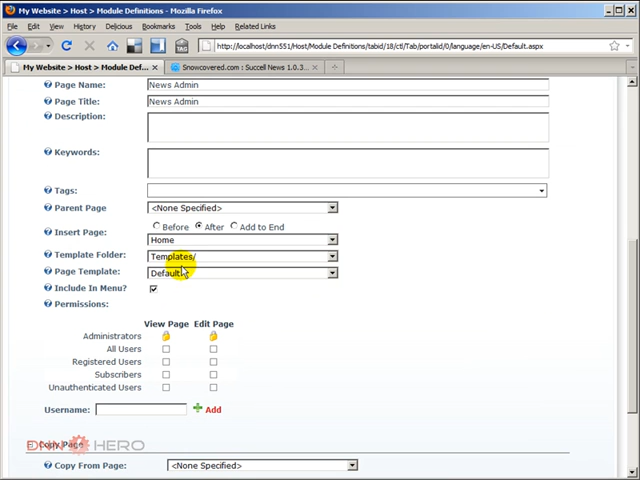 My Website > Host > Module Definitions - Mozilla Firefox
File Edit View History Delicious Bookmarks Tools Related Links
TAG http://localhost/dnn551/Host/Module Definitions/tabid/18/ctl/Tab/portalid/0/language/en-US/Default.aspx
My Website > Host > Module Def... Snowcovered.com : Succell News 1.0.3...
Page Name: News Admin
Page Title: News Admin
Description:
Keywords:
Tags:
Parent Page <None Specified>
Insert Page: Before After Add to End
Home
Template Folder: Templates/
Page Template: Default
Include In Menu?
Permissions:
View Page Edit Page
Administrators
All Users
Registered Users
Subscribers
Unauthenticated Users
Username: Add
Copy Page
DNN HERO
Copy From Page: <None Specified>